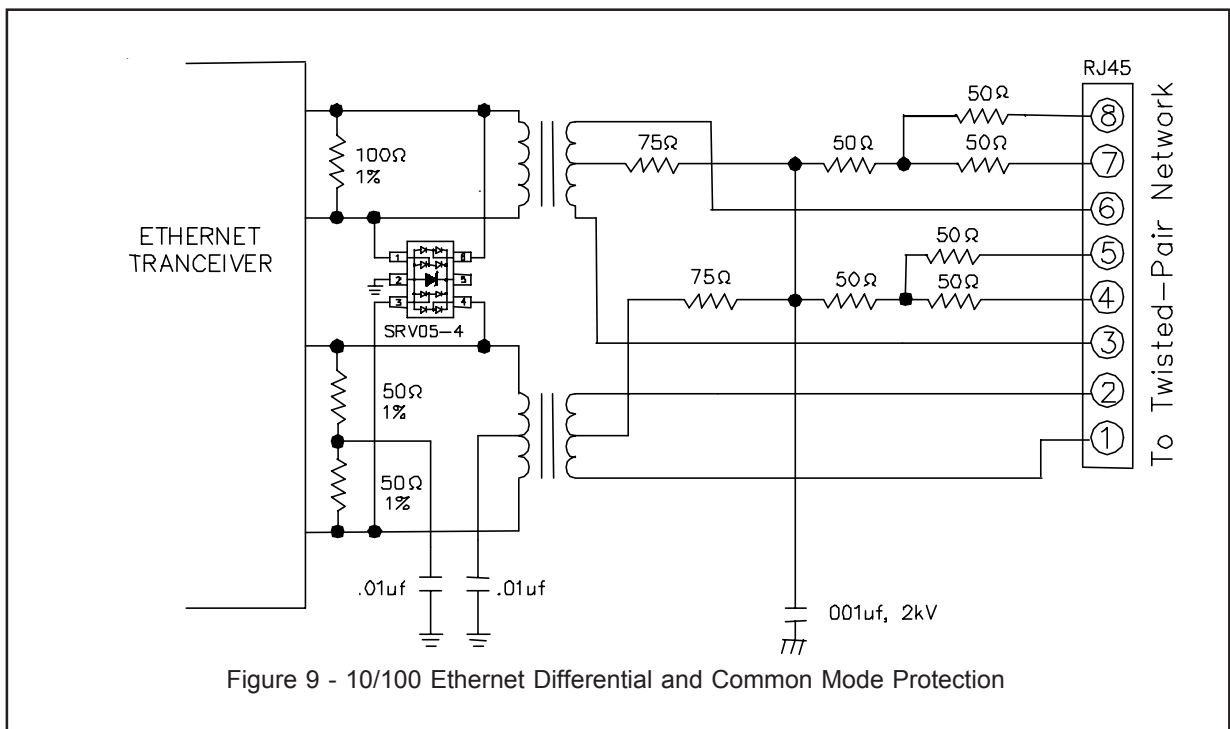 RJ45
50Ω
8
75Ω
50Ω
50Ω
7
100Ω
1%
6
ETHERNET
TRANCEIVER
50Ω
5
1
6
2
5
3
4
SRV05-4
75Ω
50Ω
50Ω
4
3
50Ω
1%
2
1
50Ω
1%
To Twisted-Pair Network
.01uf
.01uf
001uf, 2kV
Figure 9 - 10/100 Ethernet Differential and Common Mode Protection